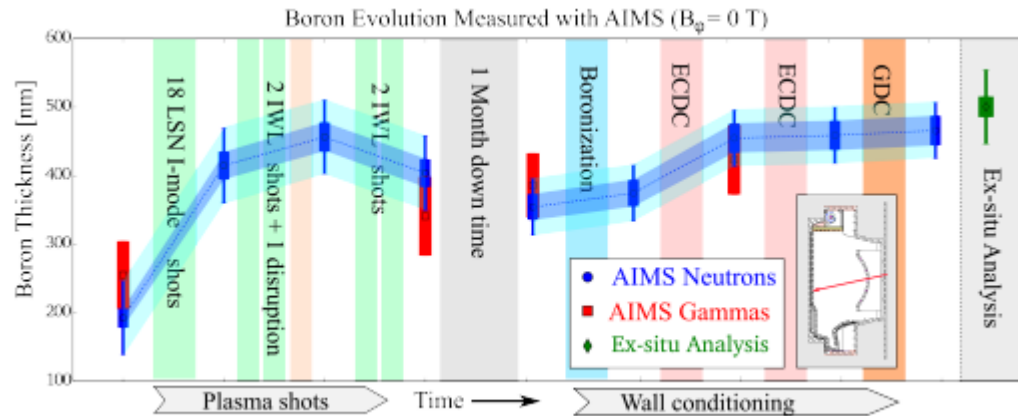 Boron Evolution Measured with AIMS (Bφ = 0 T)
Boron Thickness [nm]
600
500
400
300
200
100
18 LSN I-mode shots
2 IWL shots + 1 disruption
2 IWL shots
1 Month down time
Boronization
ECDC
ECDC
GDC
Ex-situ Analysis
AIMS Neutrons
AIMS Gammas
Ex-situ Analysis
Plasma shots
Time
Wall conditioning